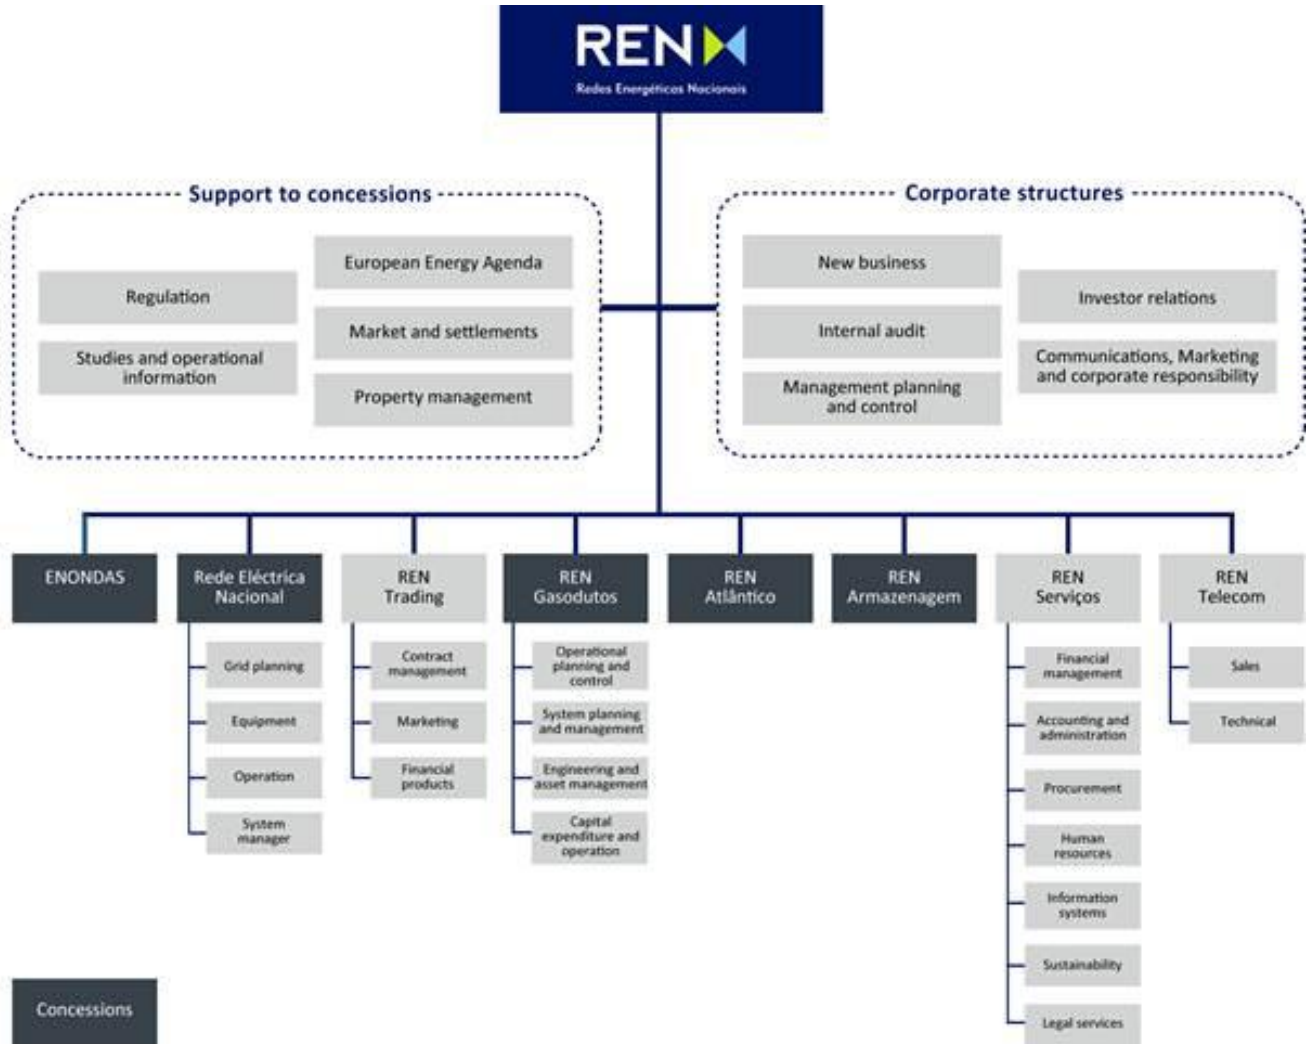 REN
Redes Energéticas Nacionais
Support to concessions
Regulation
Studies and operational
information
European Energy Agenda
Market and settlements
Property management
Corporate structures
New business
Internal audit
Management planning
and control
Investor relations
Communications, Marketing
and corporate responsibility
ENONDAS
Rede Eléctrica
Nacional
Grid planning
Equipment
Operation
System
manager
REN
Trading
Contract
management
Marketing
Financial
products
REN
Gasodutos
Operational
planning and
control
System planning
and management
Engineering and
asset management
Capital
expenditure and
operation
REN
Atlântico
REN
Armazenagem
REN
Serviços
Financial
management
Accounting and
administration
Procurement
Human
resources
Information
systems
Sustainability
Legal services
REN
Telecom
Sales
Technical
Concessions